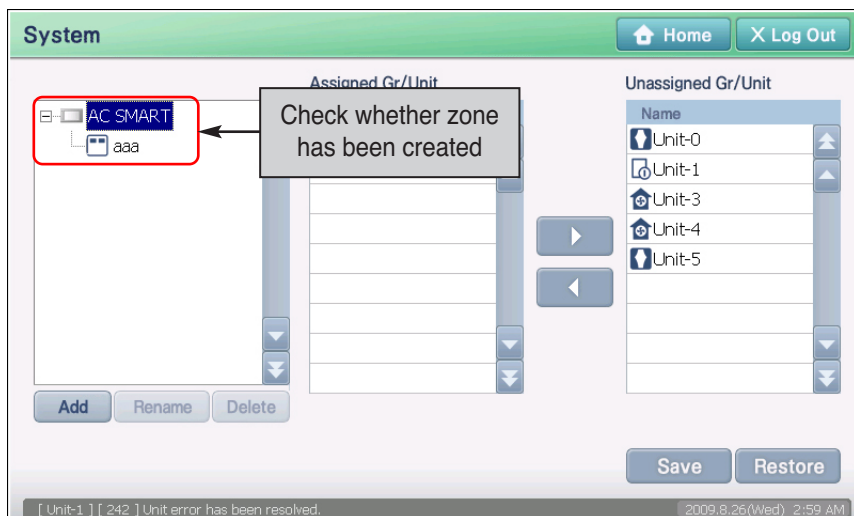 System
Home
X Log Out
Assigned Gr/Unit
Unassigned Gr/Unit
AC SMART
aaa
Check whether zone
has been created
Name
Unit-0
Unit-1
Unit-3
Unit-4
Unit-5
Add
Rename
Delete
Save
Restore
[ Unit-1 ] [ 242 ] Unit error has been resolved.
2009.8.26(Wed) 2:59 AM